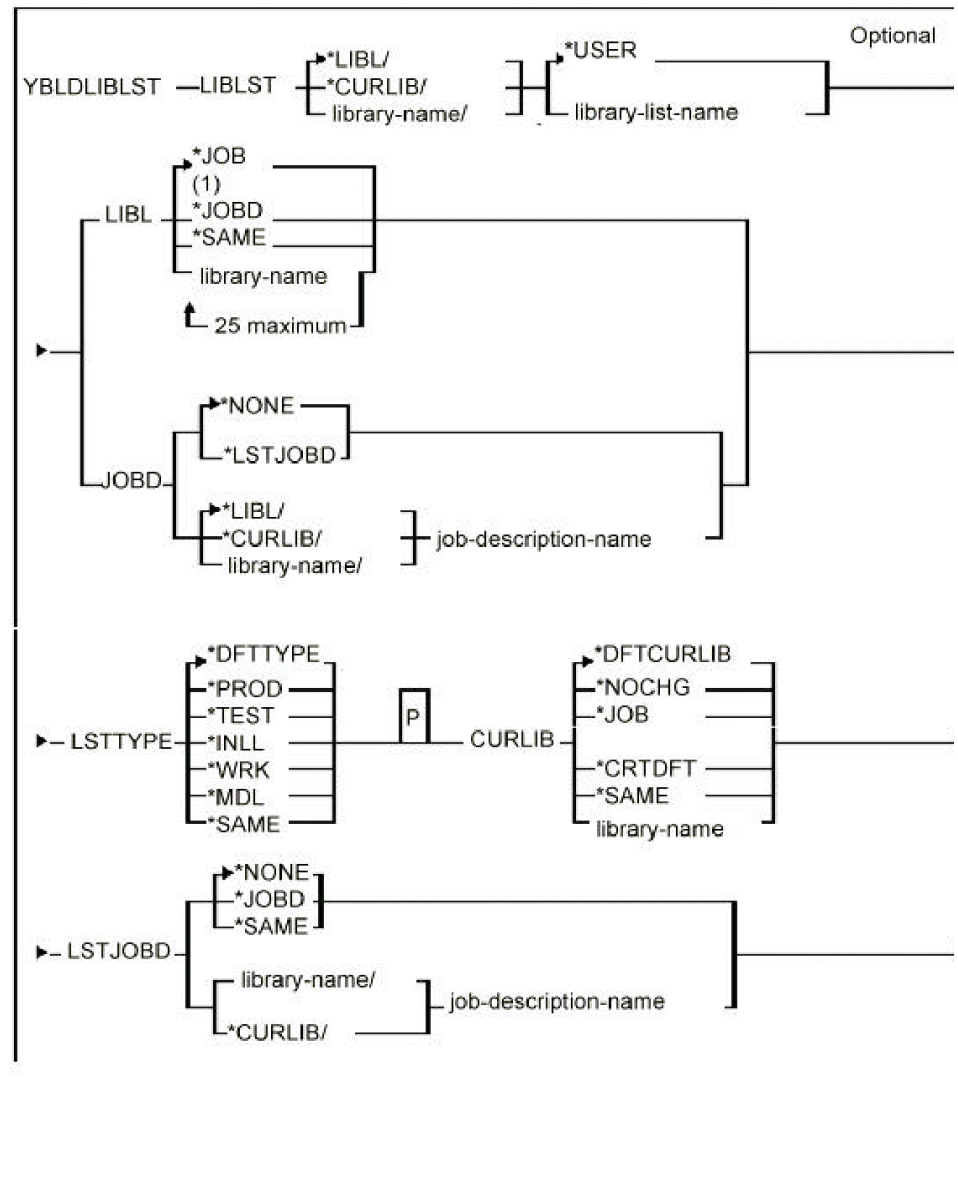 Optional
YBLDLIBLST LIBLST *LIBL/ *USER
*CURLIB/
library-name/ library-list-name
*JOB
(1)
LIBL *JOBD
*SAME
library-name
25 maximum
*NONE
*LSTJOBD
JOBD
*LIBL/
*CURLIB/ job-description-name
library-name/
*DFTTYPE *DFTCURLIB
*PROD *NOCHG
*TEST P *JOB
LSTTYPE *INLL CURLIB
*WRK *CRTDFT
*MDL *SAME
*SAME library-name
*NONE
*JOBD
*SAME
LSTJOBD
library-name/
job-description-name
*CURLIB/